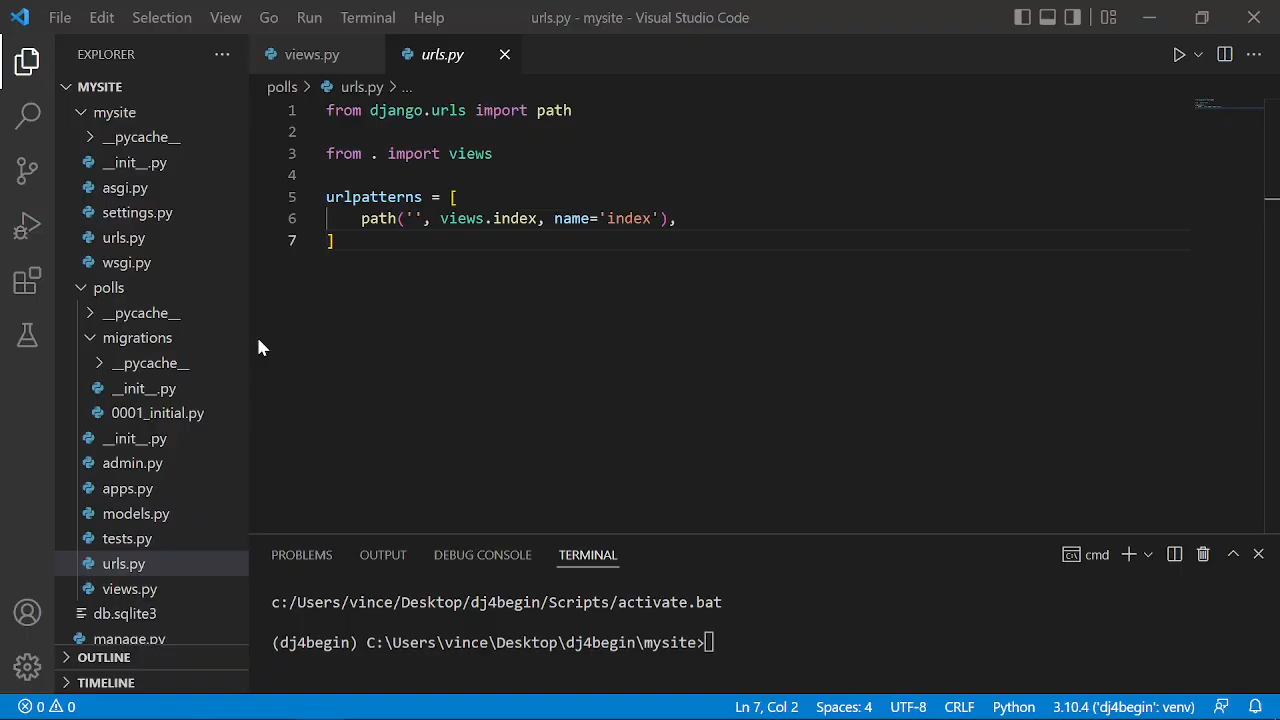 File Edit Selection View Go Run Terminal Help urls.py - mysite - Visual Studio Code
EXPLORER
views.py urls.py
MYSITE
mysite
__pycache__
__init__.py
asgi.py
settings.py
urls.py
wsgi.py
polls
__pycache__
migrations
__pycache__
__init__.py
0001_initial.py
__init__.py
admin.py
apps.py
models.py
tests.py
urls.py
views.py
db.sqlite3
manage.py
OUTLINE
TIMELINE
polls > urls.py > ...
1 from django.urls import path
2
3 from . import views
4
5 urlpatterns = [
6 path('', views.index, name='index'),
7 ]
PROBLEMS OUTPUT DEBUG CONSOLE TERMINAL cmd
c:/Users/vince/Desktop/dj4begin/Scripts/activate.bat
(dj4begin) C:\Users\vince\Desktop\dj4begin\mysite>
0 0 Ln 7, Col 2 Spaces: 4 UTF-8 CRLF Python 3.10.4 ('dj4begin': venv)